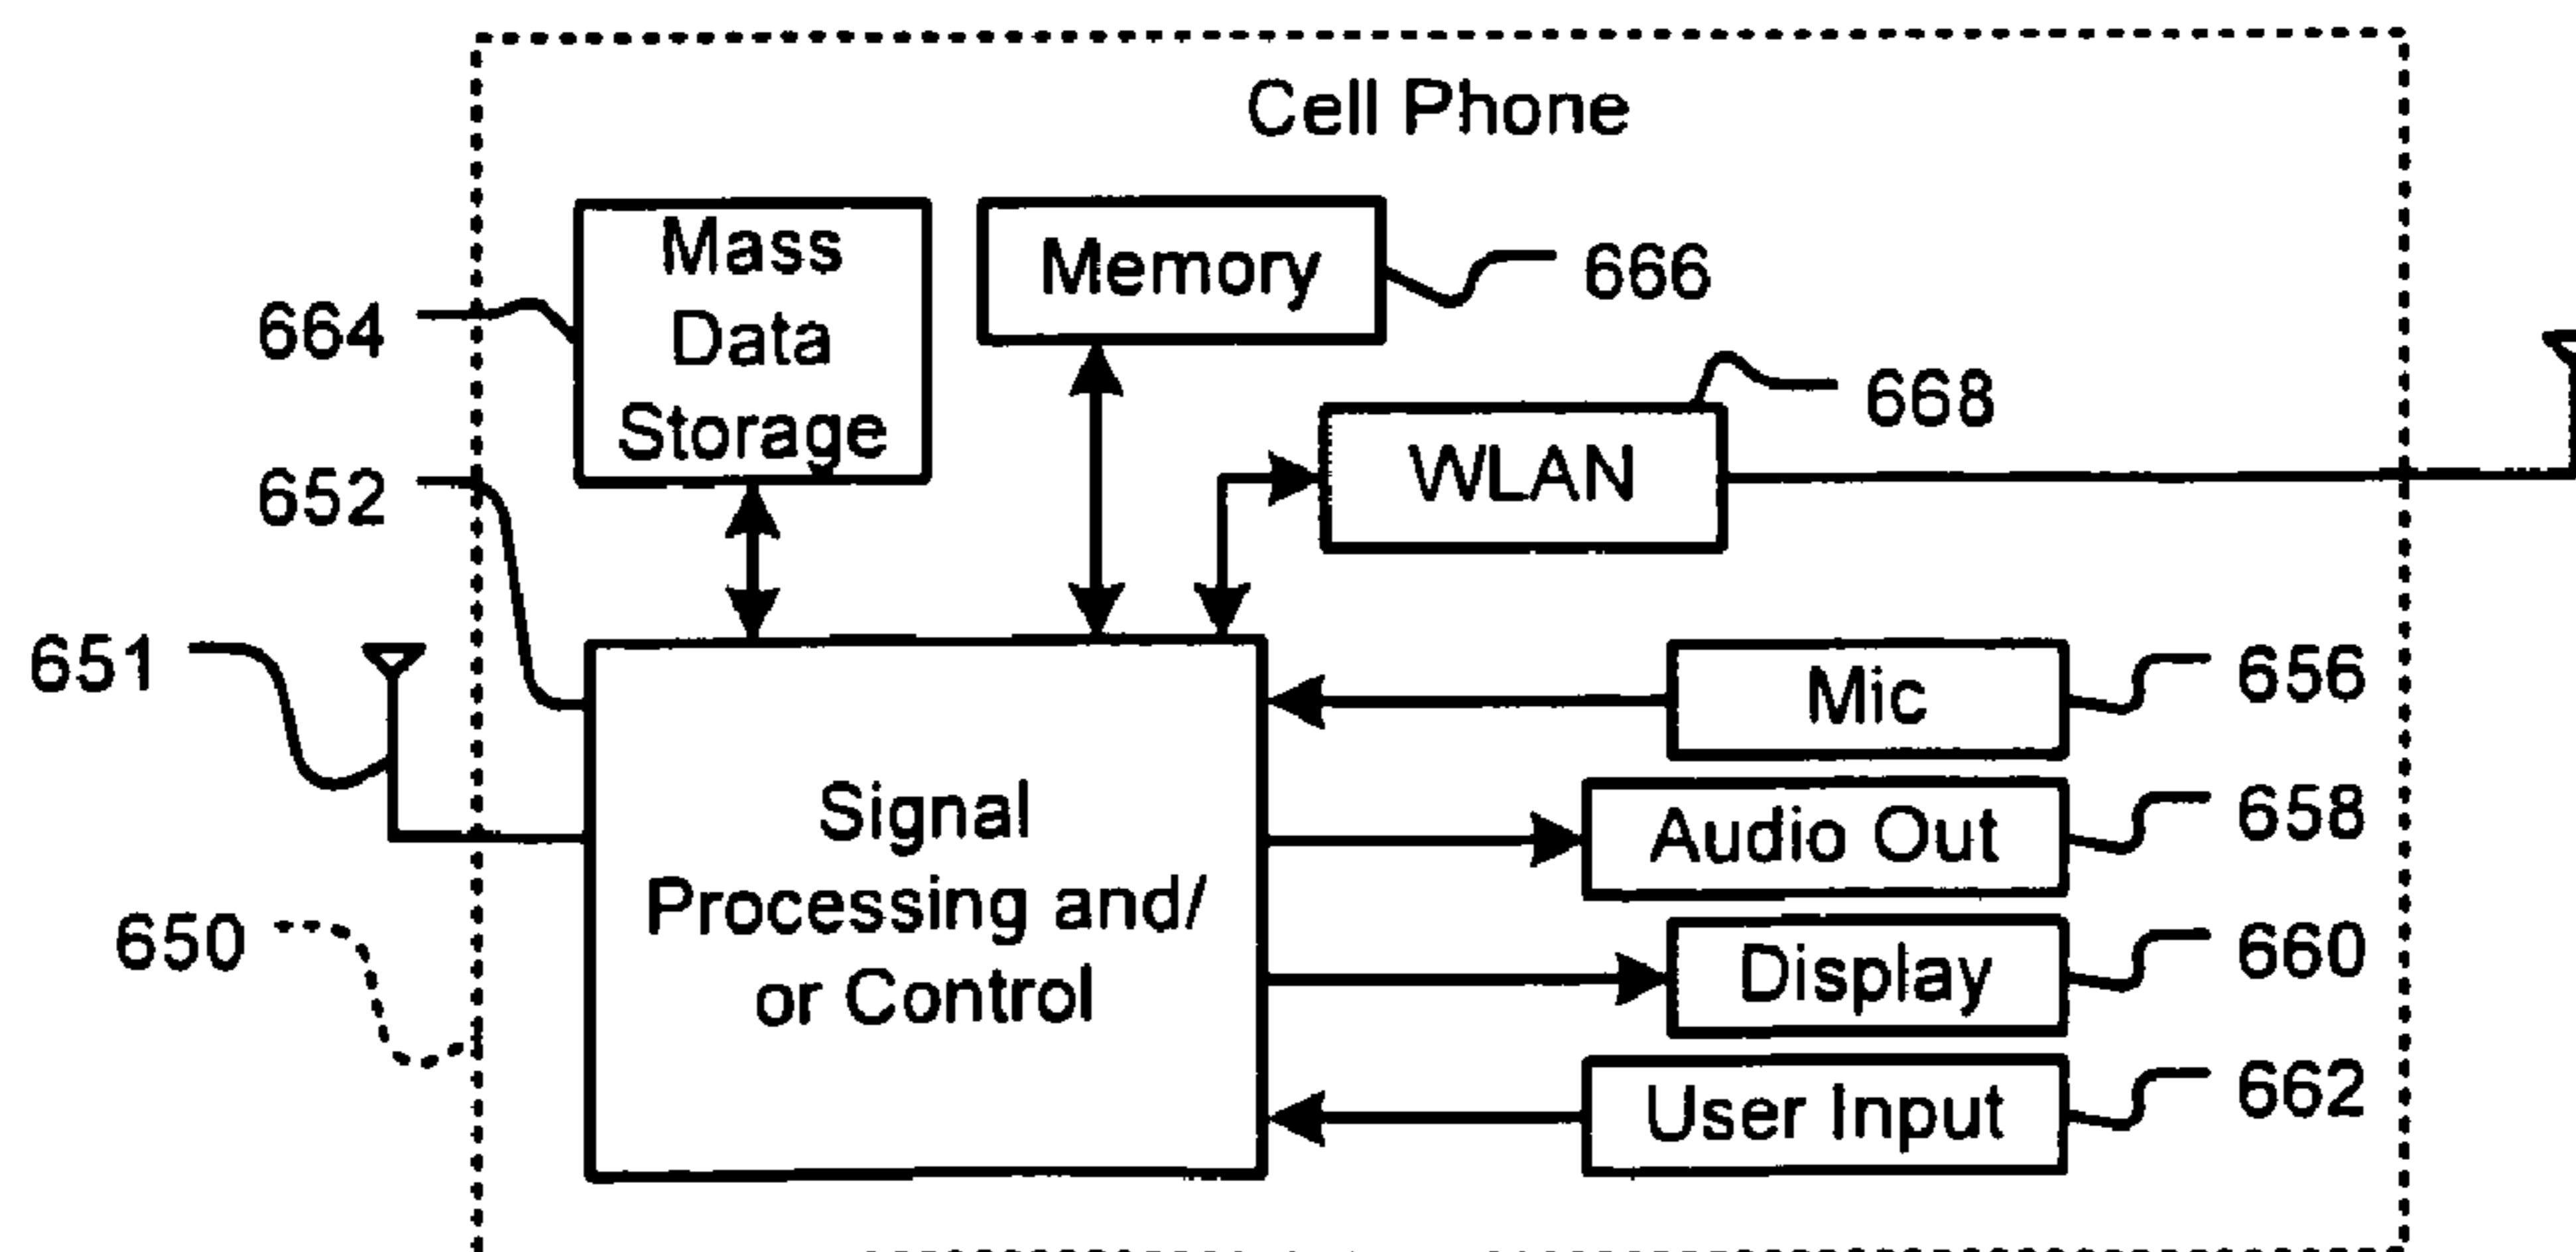 Cell Phone
Mass
Data
Storage
Memory
666
664
668
WLAN
652
651
Mic
656
Signal
Processing and/
or Control
Audio Out
658
650
Display
660
User Input
662